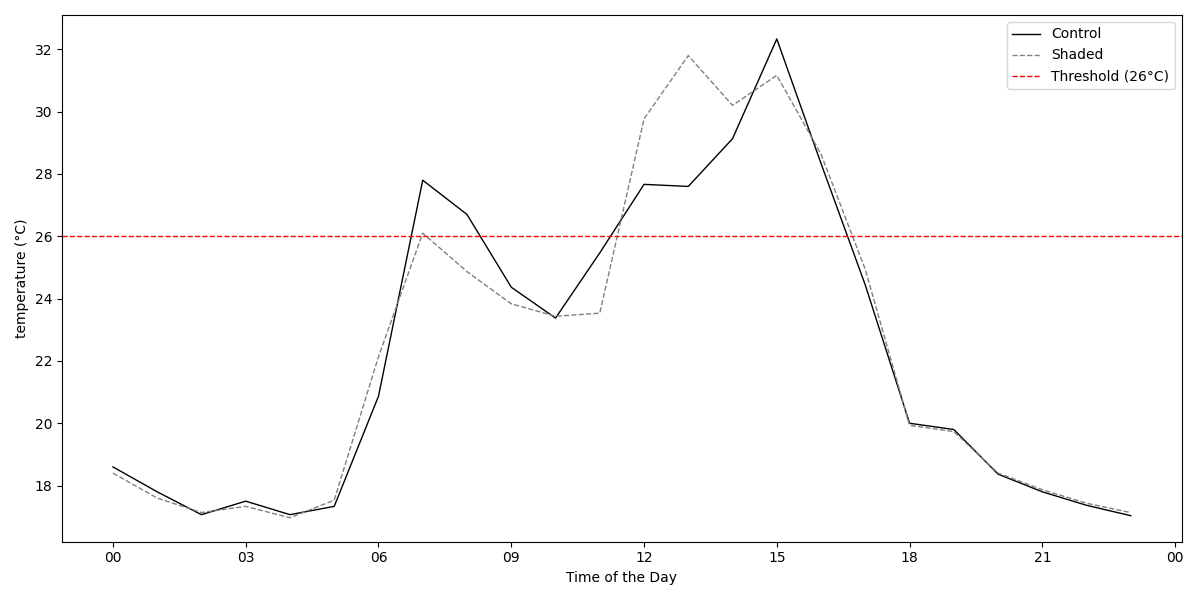 Control
Shaded
Threshold (26°C)
temperature (°C)
32
30
28
26
24
22
20
18
00 03 06 09 12 15 18 21 00
Time of the Day